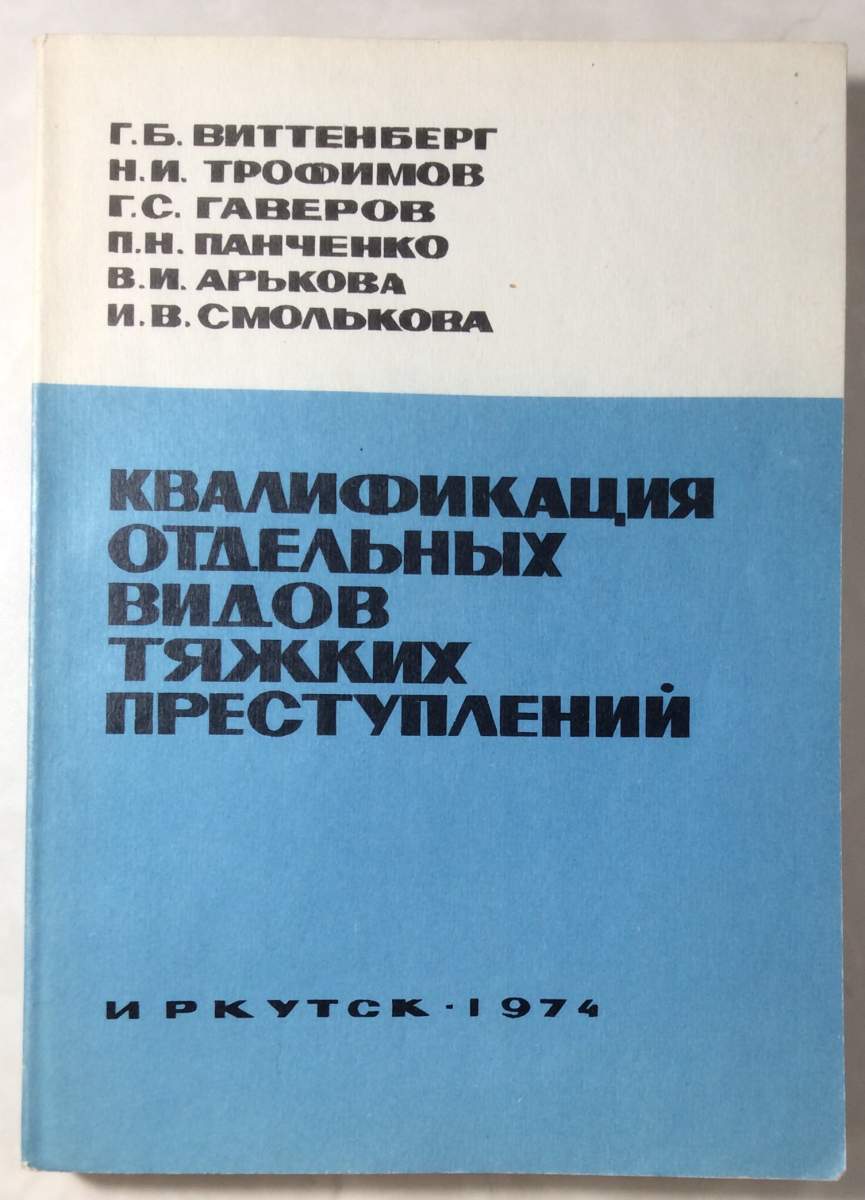 Г.Б. ВИТТЕНБЕРГ
Н.И. ТРОФИМОВ
Г.С. ГАВЕРОВ
П.Н. ПАНЧЕНКО
В.И. АРЬКОВА
И.В. СМОЛЬКОВА
КВАЛИФИКАЦИЯ
ОТДЕЛЬНЫХ
ВИДОВ
ТЯЖКИХ
ПРЕСТУПЛЕНИЙ
ИРКУТСК·1974